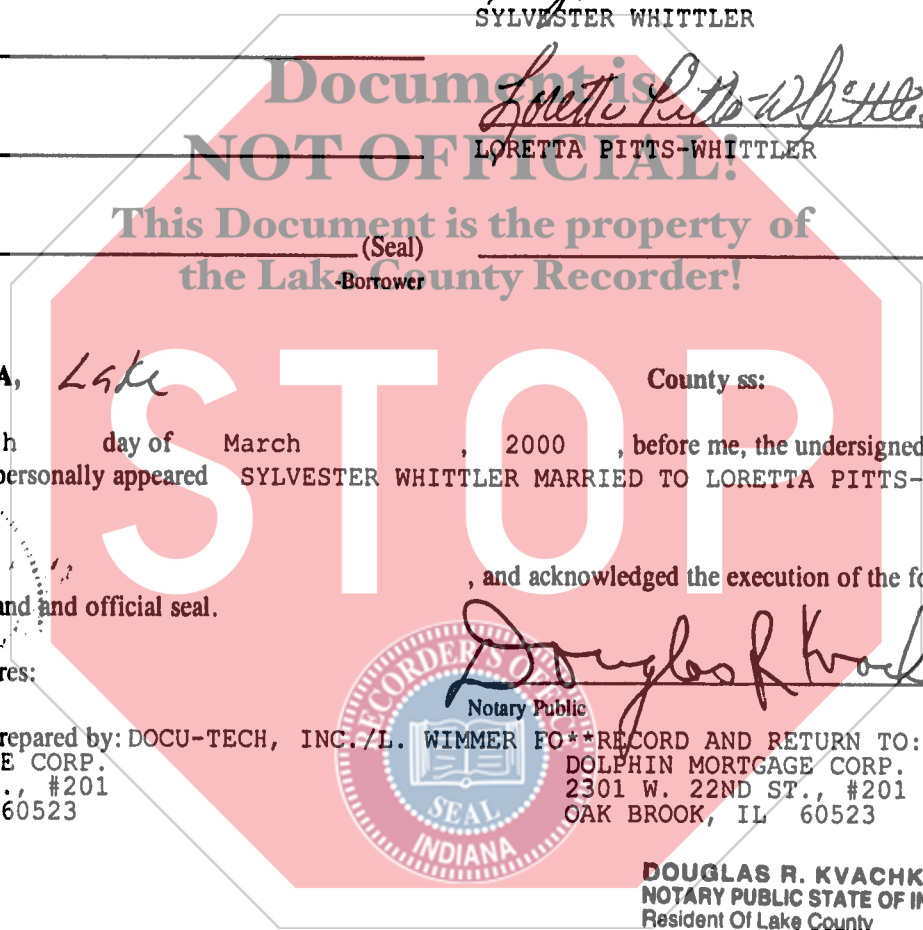 SYLVESTER WHITTLER
Document is
Loretta Pitts-Whittler
NOT OFFICIAL!
LORETTA PITTS-WHITTLER
This Document is the property of
(Seal)
the Lake County Recorder!
-Borrower
A, Lake County ss:
STOP
h day of March , 2000 , before me, the undersigned
personally appeared SYLVESTER WHITTLER MARRIED TO LORETTA PITTS-
, and acknowledged the execution of the fo
and and official seal.
res:
Douglas R Kvach
Notary Public
RECORDER'S OFFICE
SEAL
INDIANA
repared by: DOCU-TECH, INC./L. WIMMER FO**RECORD AND RETURN TO:
E CORP. DOLPHIN MORTGAGE CORP.
., #201 2301 W. 22ND ST., #201
60523 OAK BROOK, IL 60523
DOUGLAS R. KVACHK
NOTARY PUBLIC STATE OF IN
Resident Of Lake County